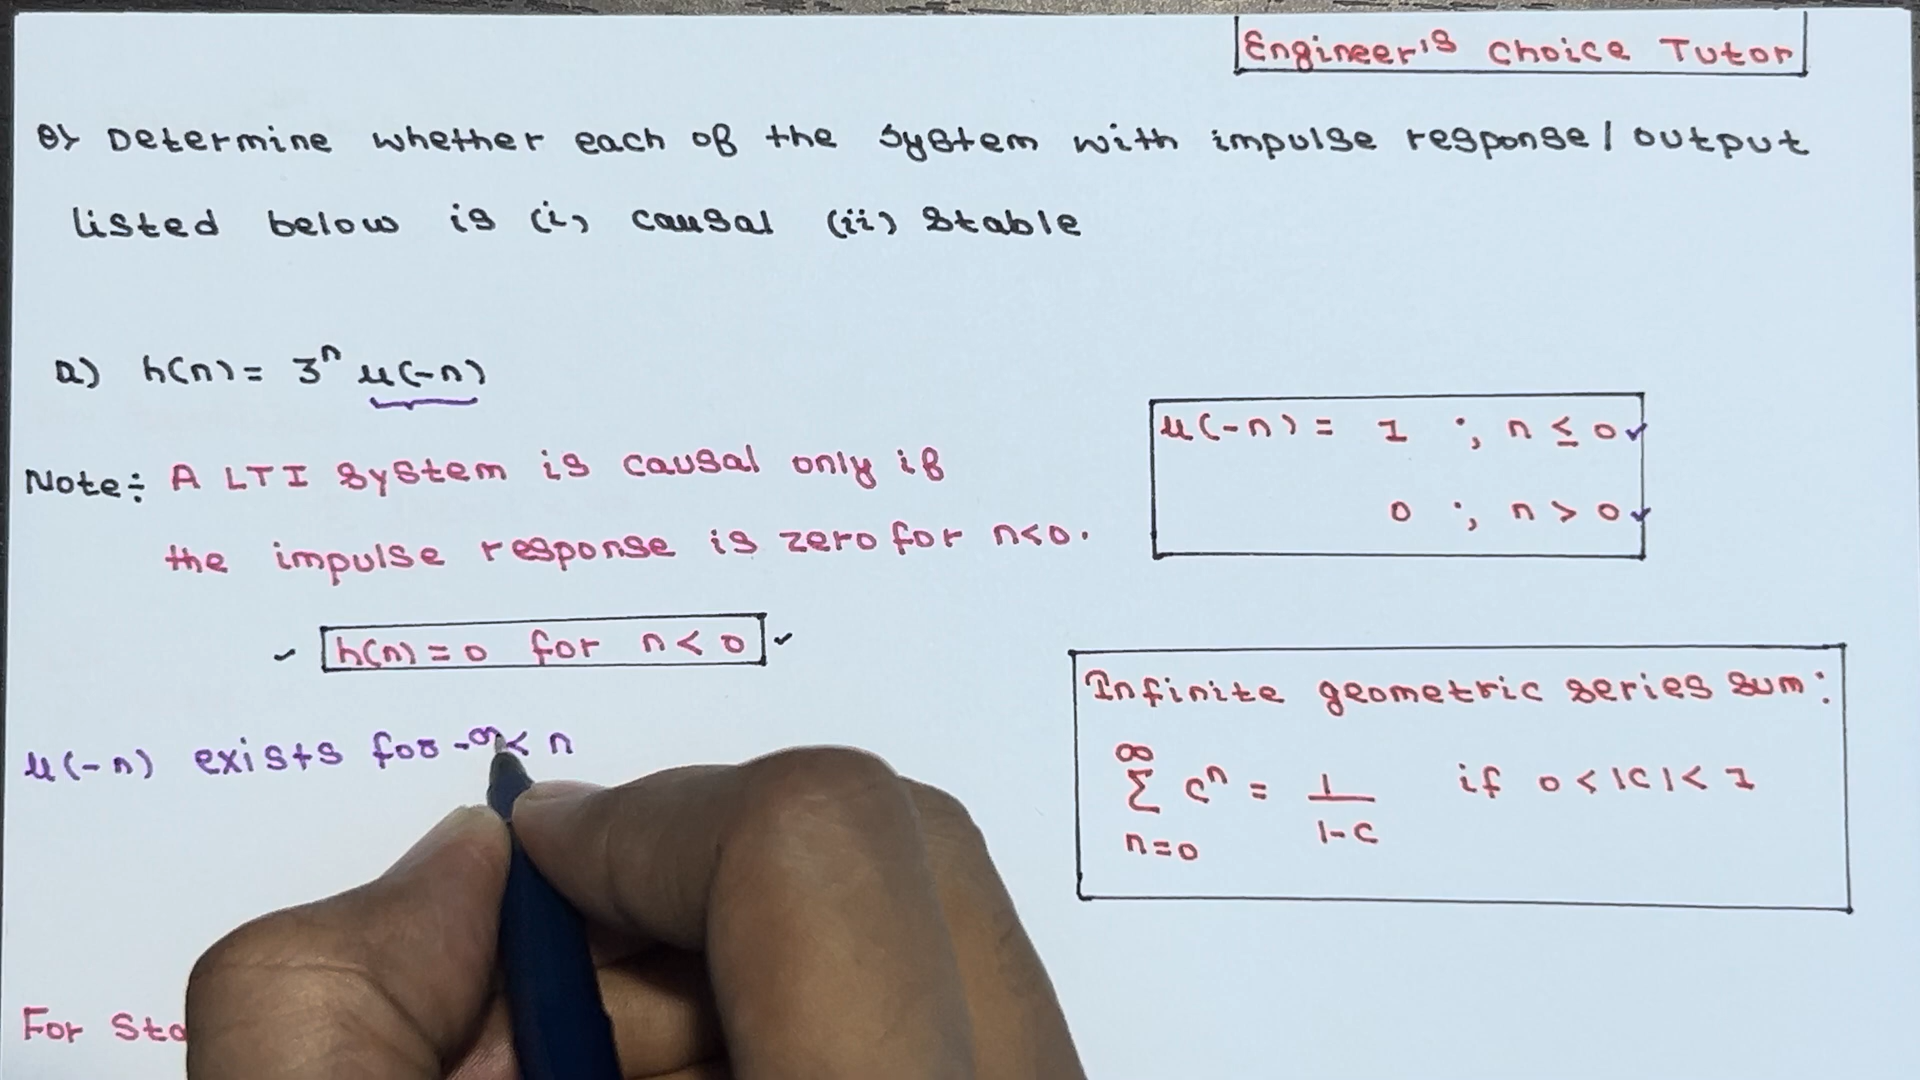 Engineer's Choice Tutor
Q) Determine whether each of the system with impulse response / output
listed below is (i) causal (ii) stable
a) h(n) = 3ⁿ u(-n)
Note: A LTI system is causal only if
the impulse response is zero for n<0.
h(n) = 0 for n < 0
u(-n) exists for -∞ < n
For Sta
u(-n) = 1 ; n ≤ 0
0 ; n > 0
Infinite geometric series sum:
∞
Σ cⁿ = 1/(1-c) if 0 < |c| < 1
n=0